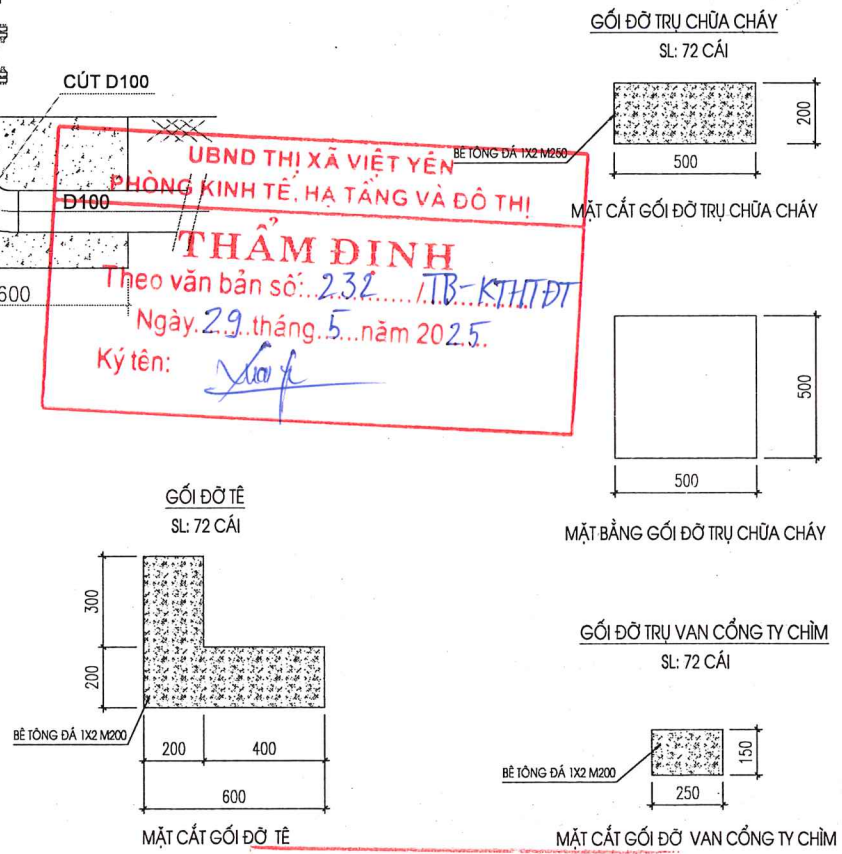 CÚT D100
D100
600
UBND THỊ XÃ VIỆT YÊN
PHÒNG KINH TẾ, HẠ TẦNG VÀ ĐÔ THỊ
THẨM ĐỊNH
Theo văn bản số: 232 /TB-KTHTĐT
Ngày 29 tháng 5 năm 2025
Ký tên:
GỐI ĐỠ TRỤ CHỮA CHÁY
SL: 72 CÁI
BÊ TÔNG ĐÁ 1X2 M250
200
500
MẶT CẮT GỐI ĐỠ TRỤ CHỮA CHÁY
500
500
MẶT BẰNG GỐI ĐỠ TRỤ CHỮA CHÁY
GỐI ĐỠ TÊ
SL: 72 CÁI
300
200
BÊ TÔNG ĐÁ 1X2 M200
200
400
600
MẶT CẮT GỐI ĐỠ TÊ
GỐI ĐỠ TRỤ VAN CỔNG TY CHÌM
SL: 72 CÁI
BÊ TÔNG ĐÁ 1X2 M200
150
250
MẶT CẮT GỐI ĐỠ VAN CỔNG TY CHÌM